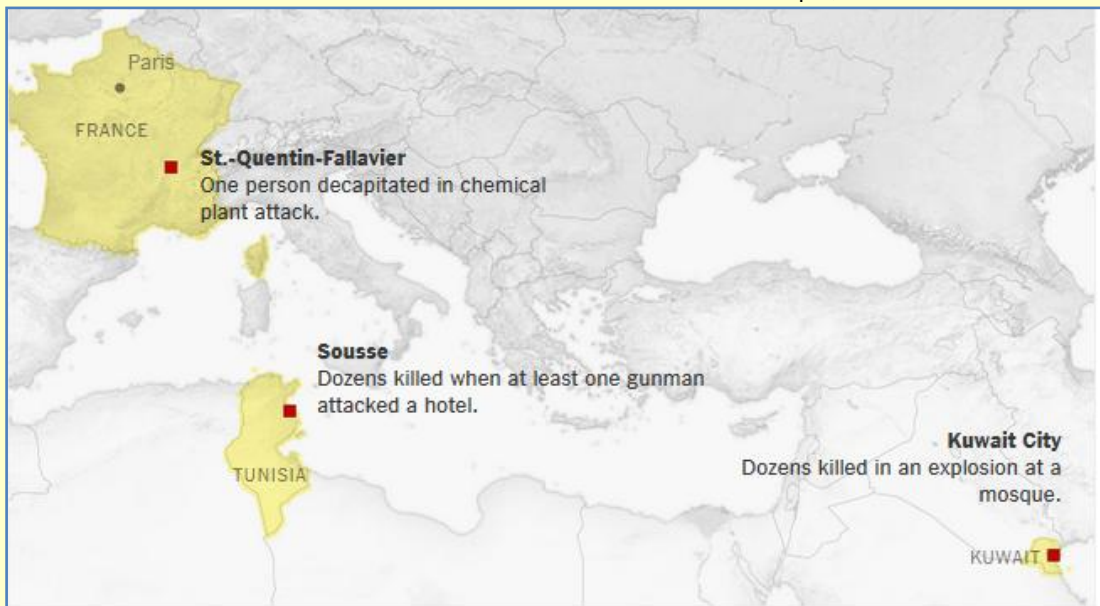 Paris
FRANCE
St.-Quentin-Fallavier
One person decapitated in chemical
plant attack.
Sousse
Dozens killed when at least one gunman
attacked a hotel.
TUNISIA
Kuwait City
Dozens killed in an explosion at a
mosque.
KUWAIT